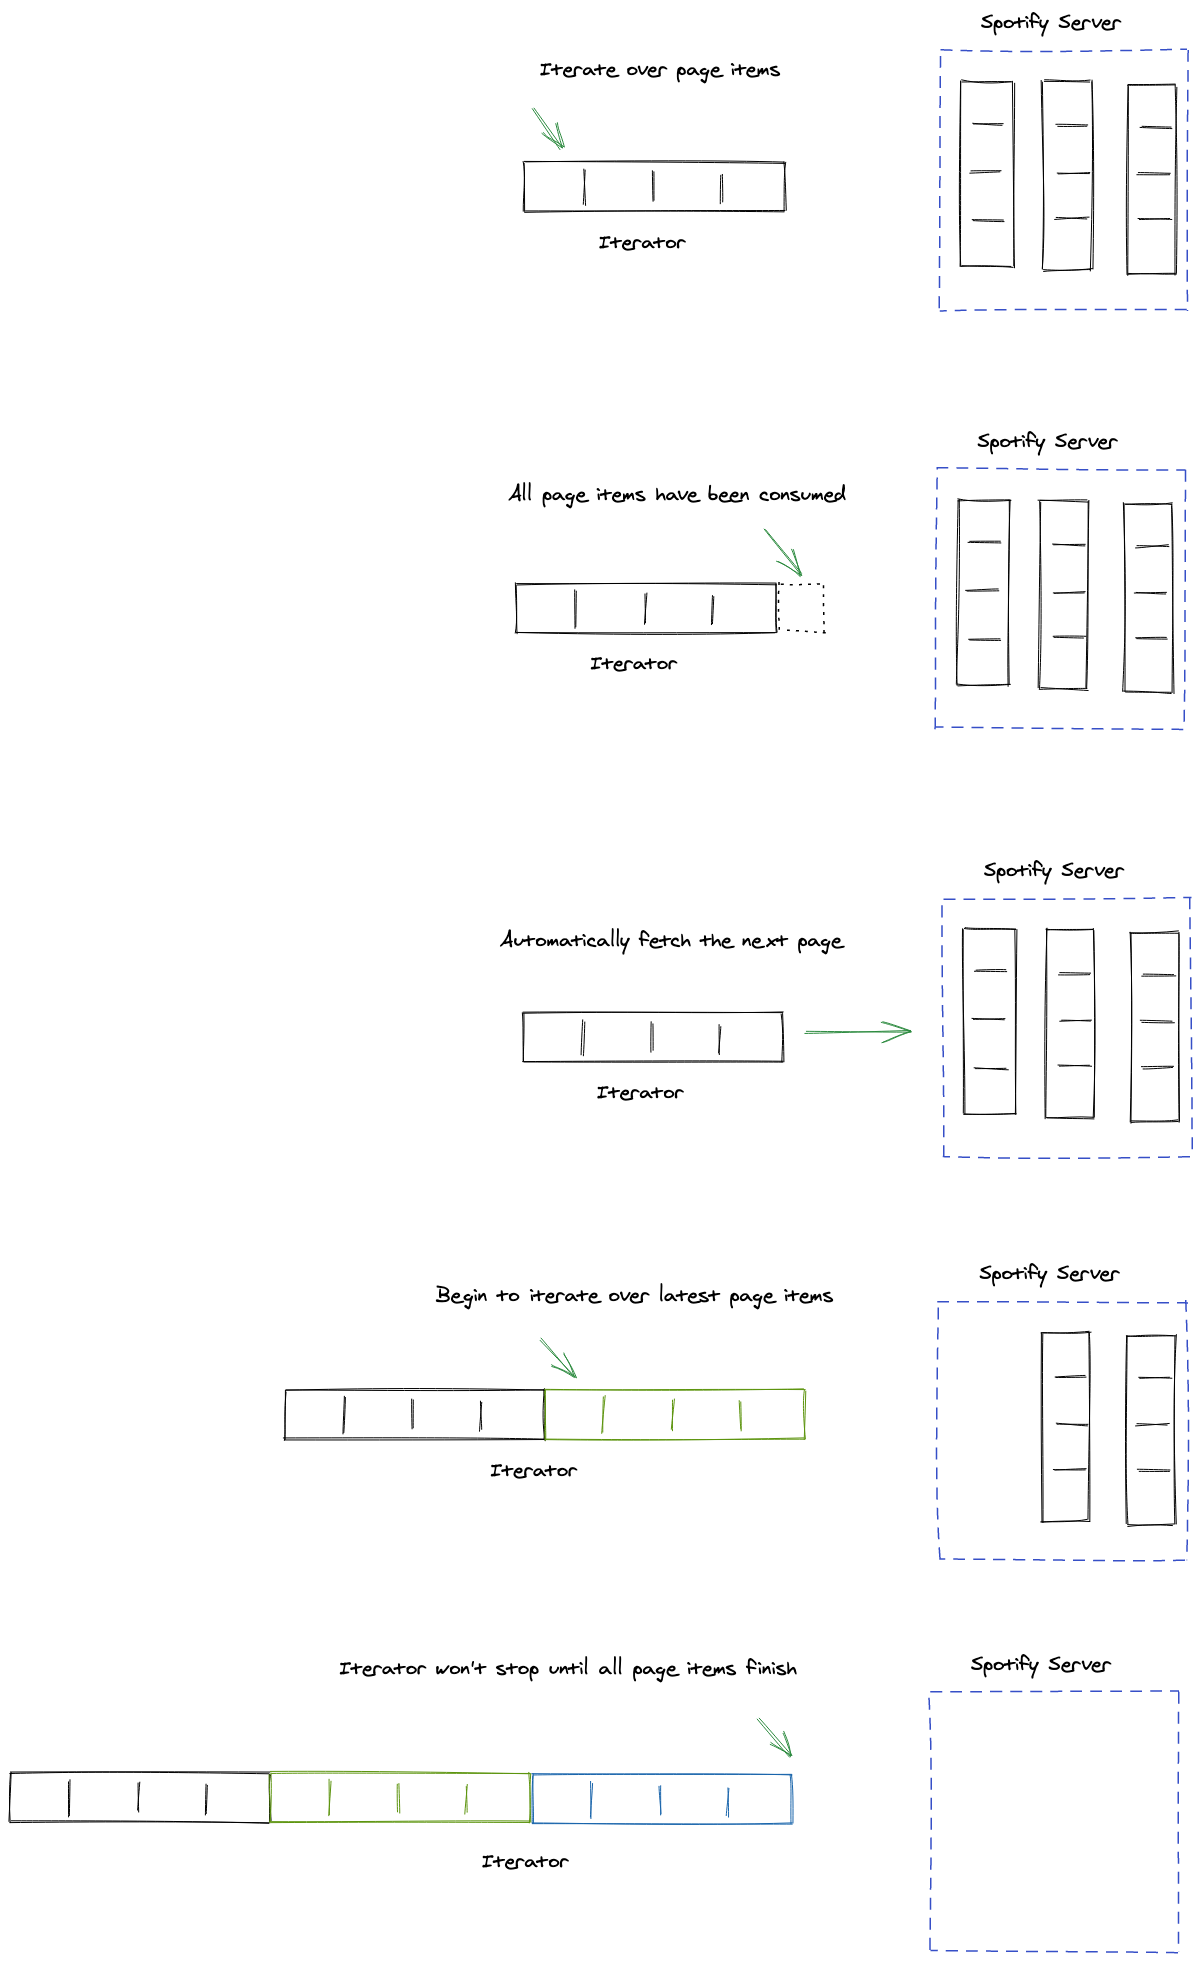 Spotify Server
Iterate over page items
Iterator
Spotify Server
All page items have been consumed
Iterator
Spotify Server
Automatically fetch the next page
Iterator
Spotify Server
Begin to iterate over latest page items
Iterator
Spotify Server
Iterator won't stop until all page items finish
Iterator